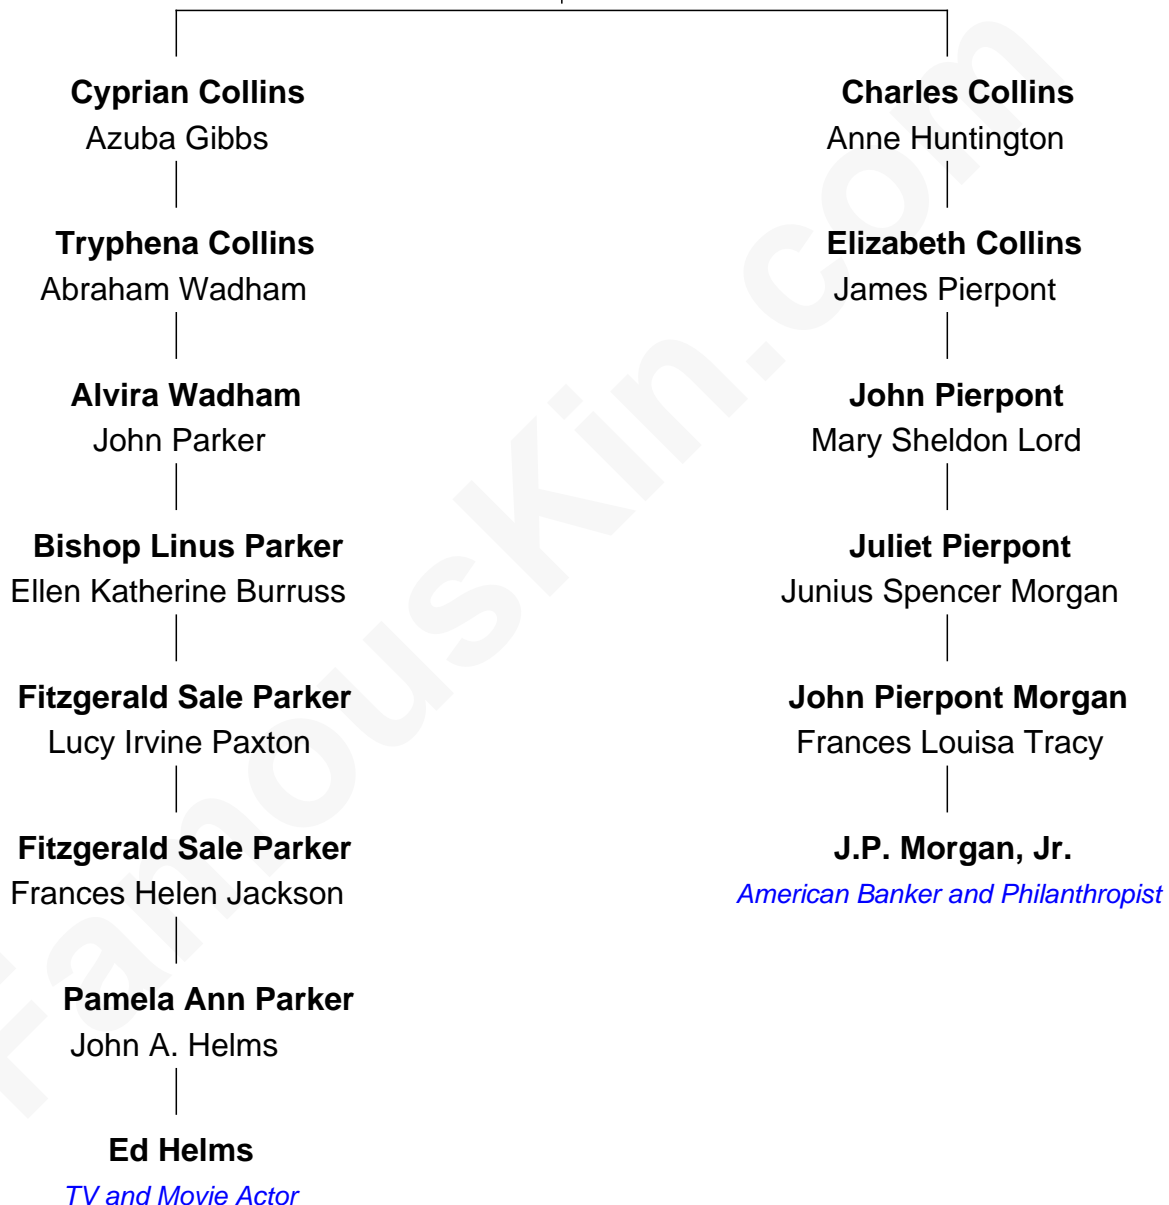 Cyprian Collins
Azuba Gibbs
Tryphena Collins
Abraham Wadham
Alvira Wadham
John Parker
Bishop Linus Parker
Ellen Katherine Burruss
Fitzgerald Sale Parker
Lucy Irvine Paxton
Fitzgerald Sale Parker
Frances Helen Jackson
Pamela Ann Parker
John A. Helms
Ed Helms
TV and Movie Actor
Charles Collins
Anne Huntington
Elizabeth Collins
James Pierpont
John Pierpont
Mary Sheldon Lord
Juliet Pierpont
Junius Spencer Morgan
John Pierpont Morgan
Frances Louisa Tracy
J.P. Morgan, Jr.
American Banker and Philanthropist
FamousKin.com